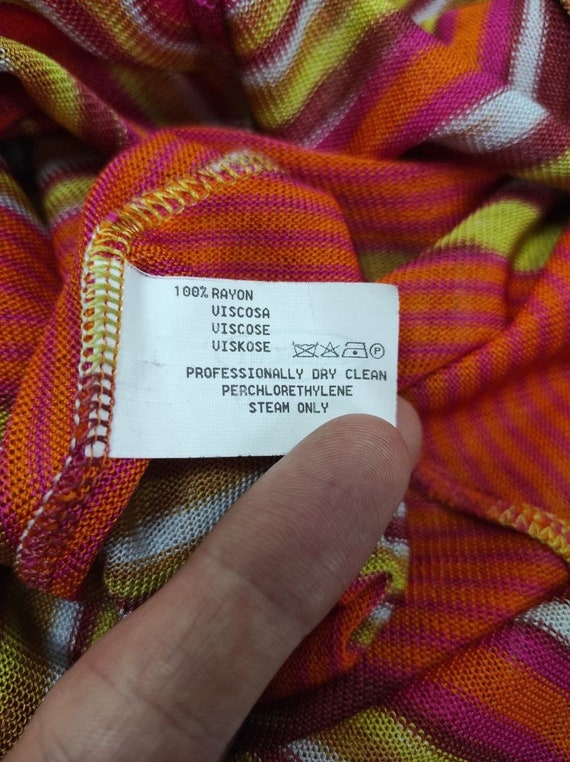 100% RAYON
VISCOSA
VISCOSE
VISKOSE P
PROFESSIONALLY DRY CLEAN
PERCHLORETHYLENE
STEAM ONLY